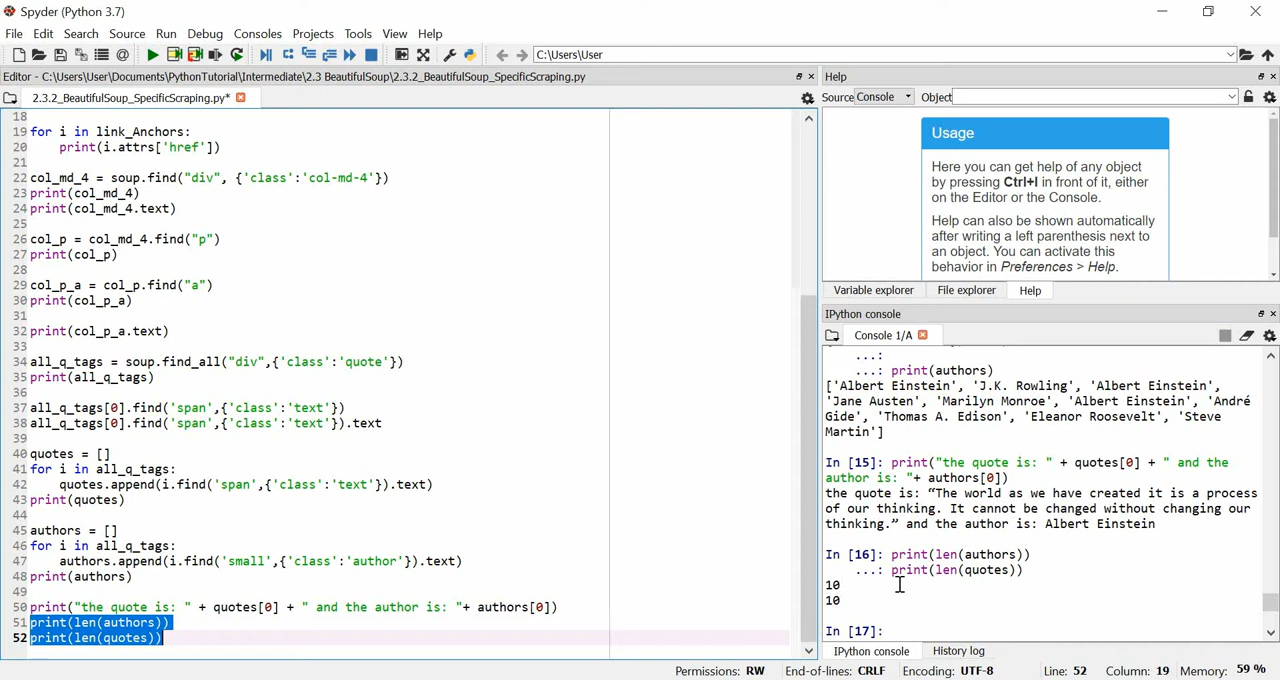 Spyder (Python 3.7)
File Edit Search Source Run Debug Consoles Projects Tools View Help
C:\Users\User
Editor - C:\Users\User\Documents\PythonTutorial\Intermediate\2.3 BeautifulSoup\2.3.2_BeautifulSoup_SpecificScraping.py
2.3.2_BeautifulSoup_SpecificScraping.py*
18
19 for i in link_Anchors:
20     print(i.attrs['href'])
21
22 col_md_4 = soup.find("div", {'class':'col-md-4'})
23 print(col_md_4)
24 print(col_md_4.text)
25
26 col_p = col_md_4.find("p")
27 print(col_p)
28
29 col_p_a = col_p.find("a")
30 print(col_p_a)
31
32 print(col_p_a.text)
33
34 all_q_tags = soup.find_all("div",{'class':'quote'})
35 print(all_q_tags)
36
37 all_q_tags[0].find('span',{'class':'text'})
38 all_q_tags[0].find('span',{'class':'text'}).text
39
40 quotes = []
41 for i in all_q_tags:
42     quotes.append(i.find('span',{'class':'text'}).text)
43 print(quotes)
44
45 authors = []
46 for i in all_q_tags:
47     authors.append(i.find('small',{'class':'author'}).text)
48 print(authors)
49
50 print("the quote is: " + quotes[0] + " and the author is: "+ authors[0])
51 print(len(authors))
52 print(len(quotes))
Help
Source Console Object
Usage
Here you can get help of any object
by pressing Ctrl+I in front of it, either
on the Editor or the Console.
Help can also be shown automatically
after writing a left parenthesis next to
an object. You can activate this
behavior in Preferences > Help.
Variable explorer File explorer Help
IPython console
Console 1/A
...:
...: print(authors)
['Albert Einstein', 'J.K. Rowling', 'Albert Einstein',
'Jane Austen', 'Marilyn Monroe', 'Albert Einstein', 'André
Gide', 'Thomas A. Edison', 'Eleanor Roosevelt', 'Steve
Martin']
In [15]: print("the quote is: " + quotes[0] + " and the
author is: "+ authors[0])
the quote is: “The world as we have created it is a process
of our thinking. It cannot be changed without changing our
thinking.” and the author is: Albert Einstein
In [16]: print(len(authors))
...: print(len(quotes))
10
10
In [17]:
IPython console History log
Permissions: RW End-of-lines: CRLF Encoding: UTF-8 Line: 52 Column: 19 Memory: 59 %